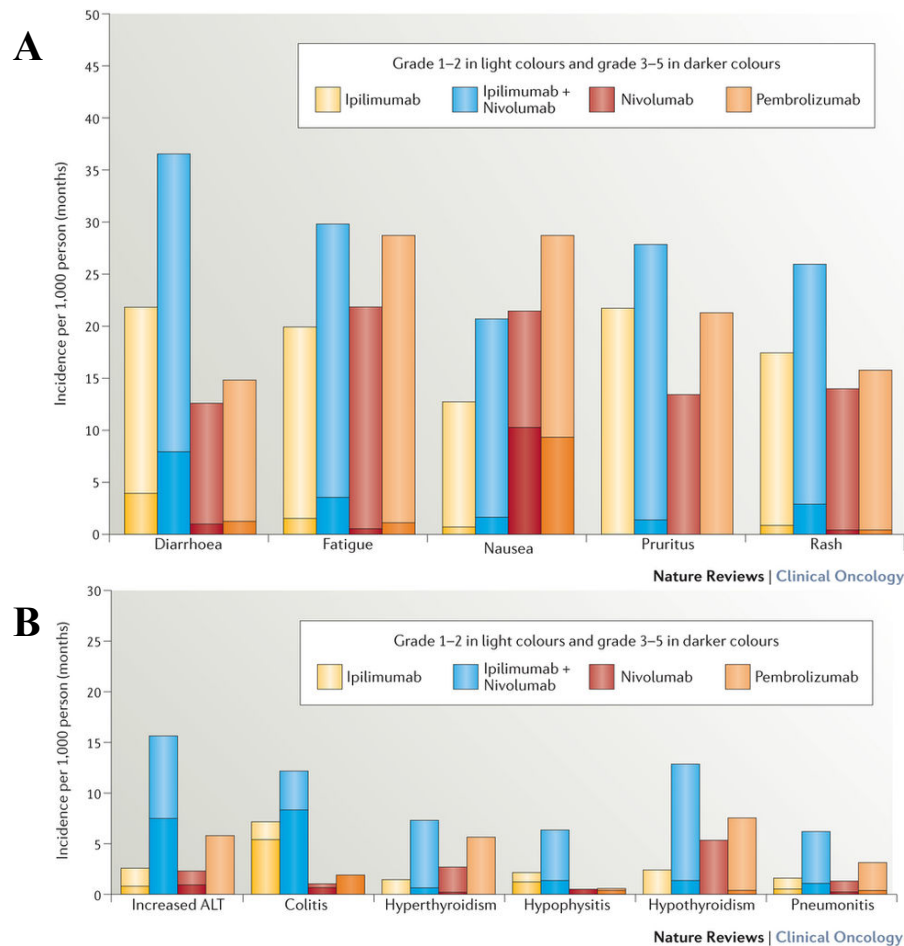 A
50
45
40
35
30
25
20
15
10
5
0
Incidence per 1,000 person (months)
Grade 1–2 in light colours and grade 3–5 in darker colours
Ipilimumab
Ipilimumab +
Nivolumab
Nivolumab
Pembrolizumab
Diarrhoea Fatigue Nausea Pruritus Rash
Nature Reviews | Clinical Oncology
B
30
25
20
15
10
5
0
Incidence per 1,000 person (months)
Grade 1–2 in light colours and grade 3–5 in darker colours
Ipilimumab
Ipilimumab +
Nivolumab
Nivolumab
Pembrolizumab
Increased ALT Colitis Hyperthyroidism Hypophysitis Hypothyroidism Pneumonitis
Nature Reviews | Clinical Oncology